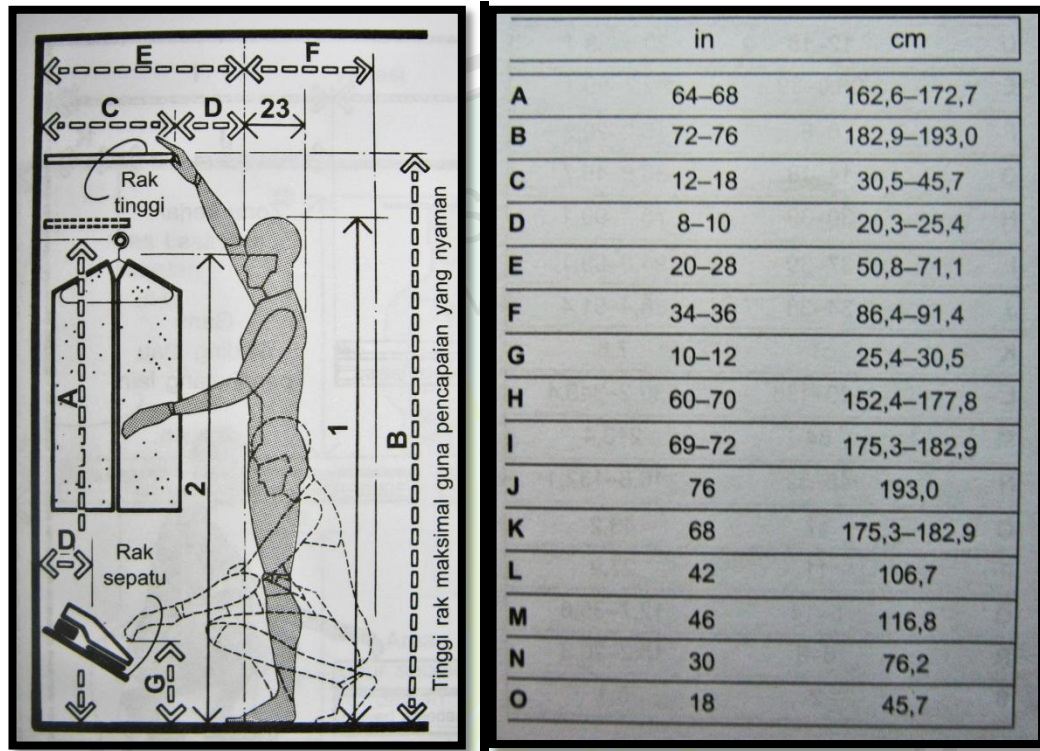 E
F
C
D
23
Rak
tinggi
A
2
1
B
Tinggi rak maksimal guna pencapaian yang nyaman
D
Rak
sepatu
G
in cm
A 64–68 162,6–172,7
B 72–76 182,9–193,0
C 12–18 30,5–45,7
D 8–10 20,3–25,4
E 20–28 50,8–71,1
F 34–36 86,4–91,4
G 10–12 25,4–30,5
H 60–70 152,4–177,8
I 69–72 175,3–182,9
J 76 193,0
K 68 175,3–182,9
L 42 106,7
M 46 116,8
N 30 76,2
O 18 45,7